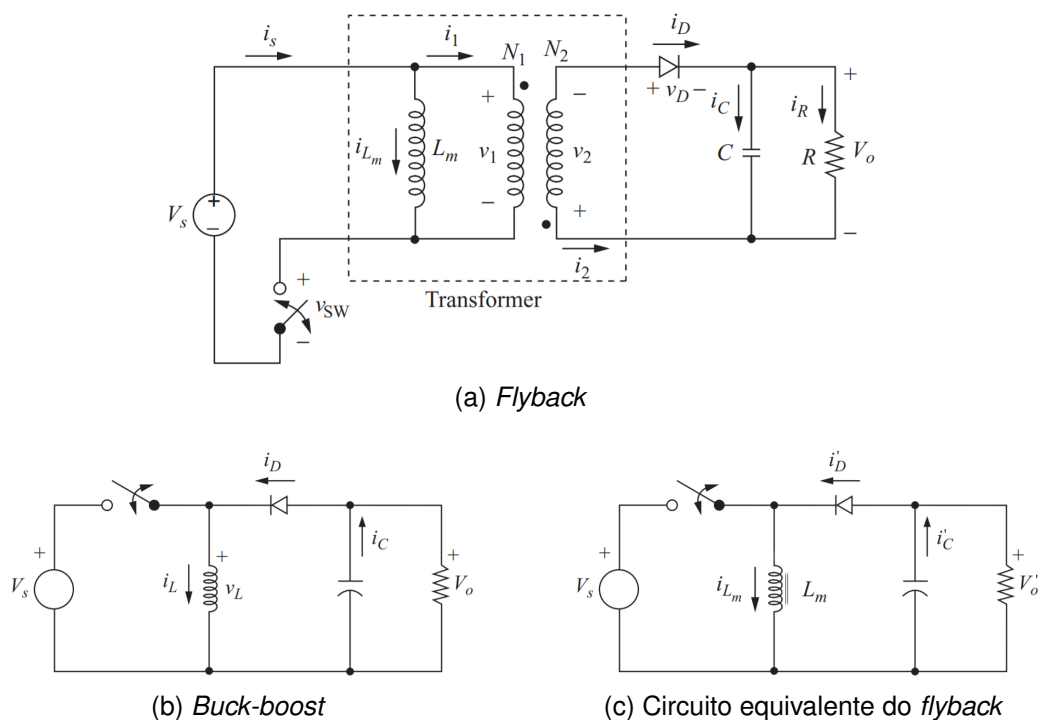 i_s
i_1
N_1 N_2
i_D
+ v_D − i_C
i_R
+
i_{L_m} L_m
+
v_1
−
−
v_2
+
C
R
V_o
−
V_s
+
−
i_2
Transformer
+
v_SW
−
(a) Flyback
i_D
+
V_s
i_L
+
v_L
i_C
+
V_o
(b) Buck-boost
i'_D
+
V_s
i_{L_m}
L_m
i'_C
+
V'_o
(c) Circuito equivalente do flyback